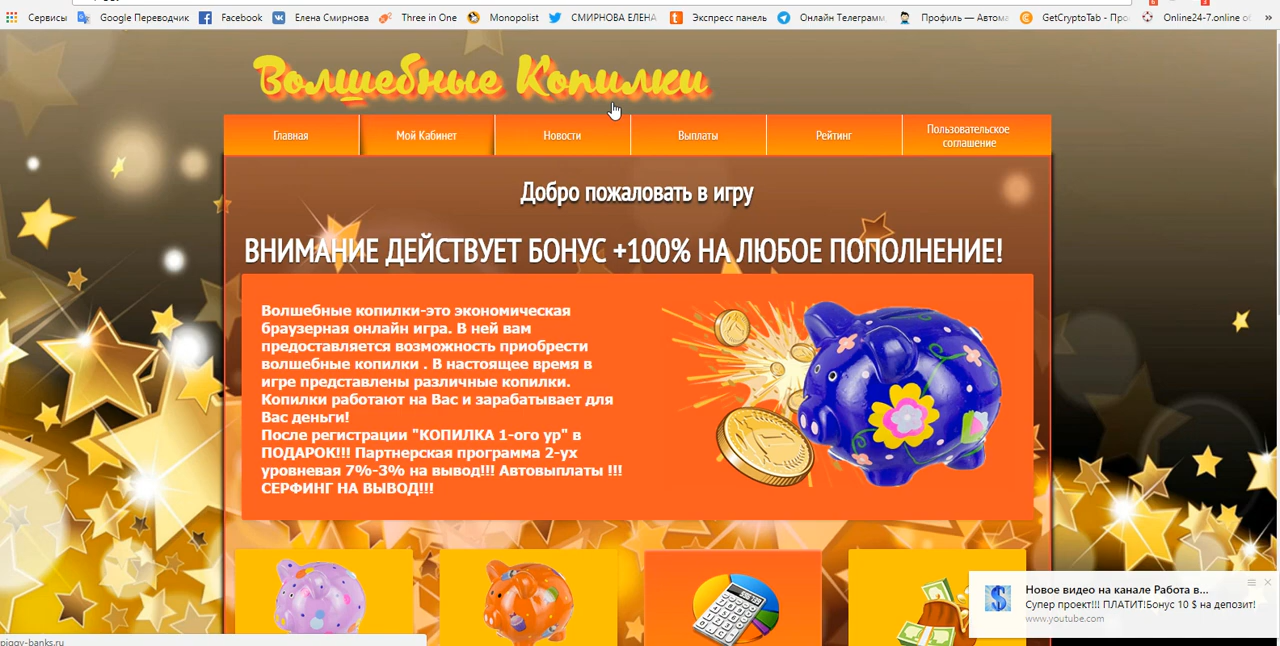 Сервисы
Google Переводчик
Facebook
Елена Смирнова
Three in One
Monopolist
СМИРНОВА ЕЛЕНА
Экспресс панель
Онлайн Телеграмм
Профиль — Автома
GetCryptoTab - Про
Online24-7.online
»
Волшебные Копилки
Главная
Мой Кабинет
Новости
Выплаты
Рейтинг
Пользовательское
соглашение
Добро пожаловать в игру
ВНИМАНИЕ ДЕЙСТВУЕТ БОНУС +100% НА ЛЮБОЕ ПОПОЛНЕНИЕ!
Волшебные копилки-это экономическая
браузерная онлайн игра. В ней вам
предоставляется возможность приобрести
волшебные копилки . В настоящее время в
игре представлены различные копилки.
Копилки работают на Вас и зарабатывает для
Вас деньги!
После регистрации "КОПИЛКА 1-ого ур" в
ПОДАРОК!!! Партнерская программа 2-ух
уровневая 7%-3% на вывод!!! Автовыплаты !!!
СЕРФИНГ НА ВЫВОД!!!
Новое видео на канале Работа в...
Супер проект!!! ПЛАТИТ!Бонус 10 $ на депозит!
www.youtube.com
piggy-banks.ru